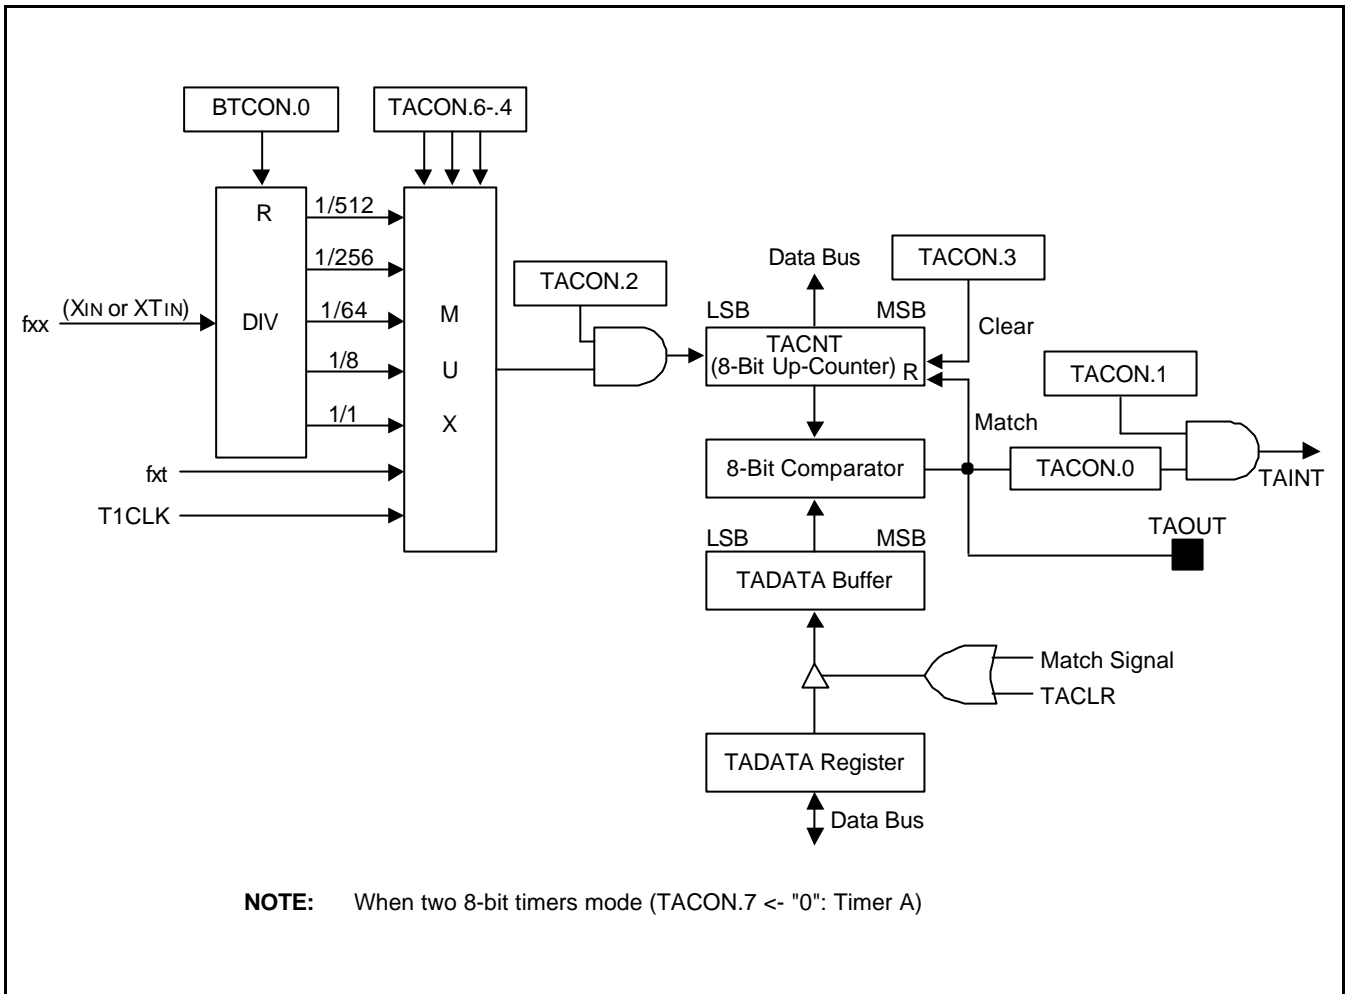 BTCON.0
TACON.6-.4
R
1/512
1/256
DIV
1/64
1/8
1/1
fxx
(XIN or XTIN)
M
U
X
fxt
T1CLK
TACON.2
Data Bus
TACON.3
LSB
MSB
TACNT
(8-Bit Up-Counter)
R
Clear
Match
TACON.1
8-Bit Comparator
TACON.0
TAINT
TAOUT
LSB
MSB
TADATA Buffer
Match Signal
TACLR
TADATA Register
Data Bus
NOTE: When two 8-bit timers mode (TACON.7 <- "0": Timer A)